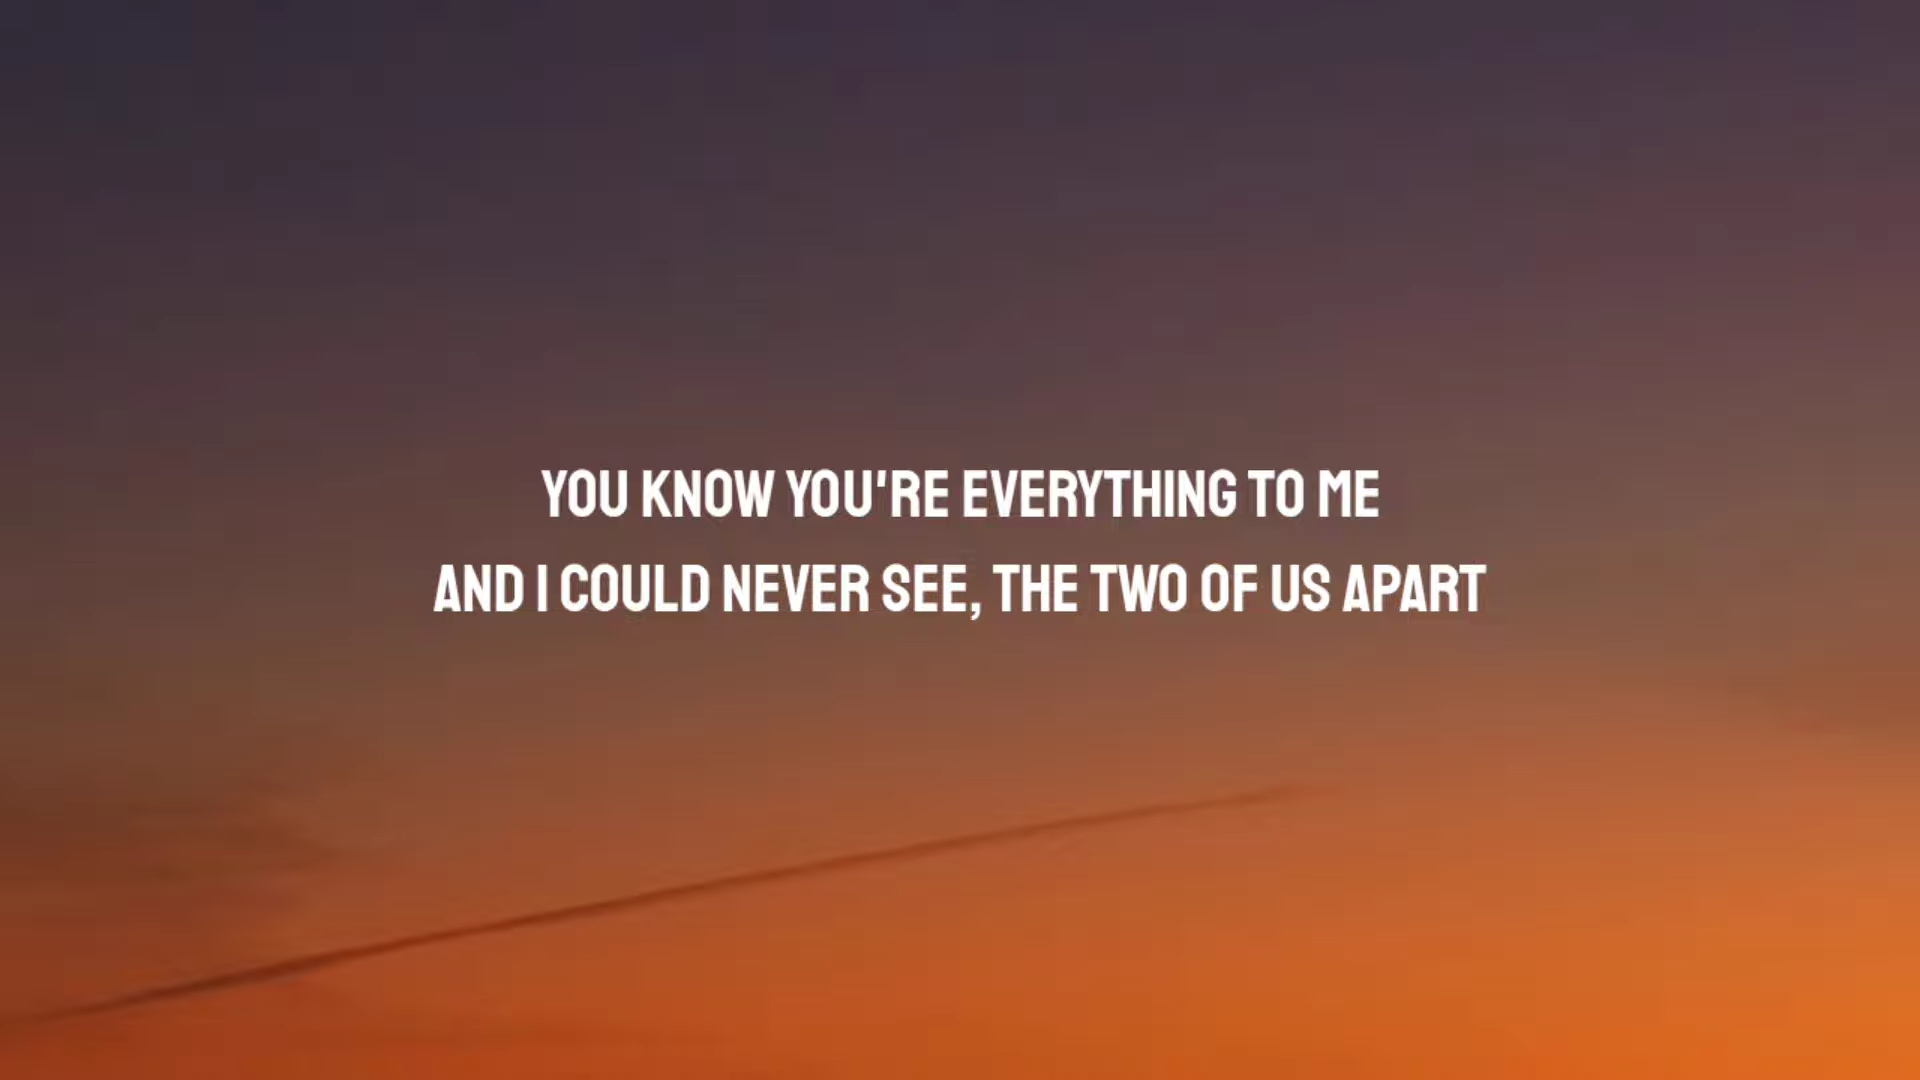 YOU KNOW YOU'RE EVERYTHING TO ME
AND I COULD NEVER SEE, THE TWO OF US APART